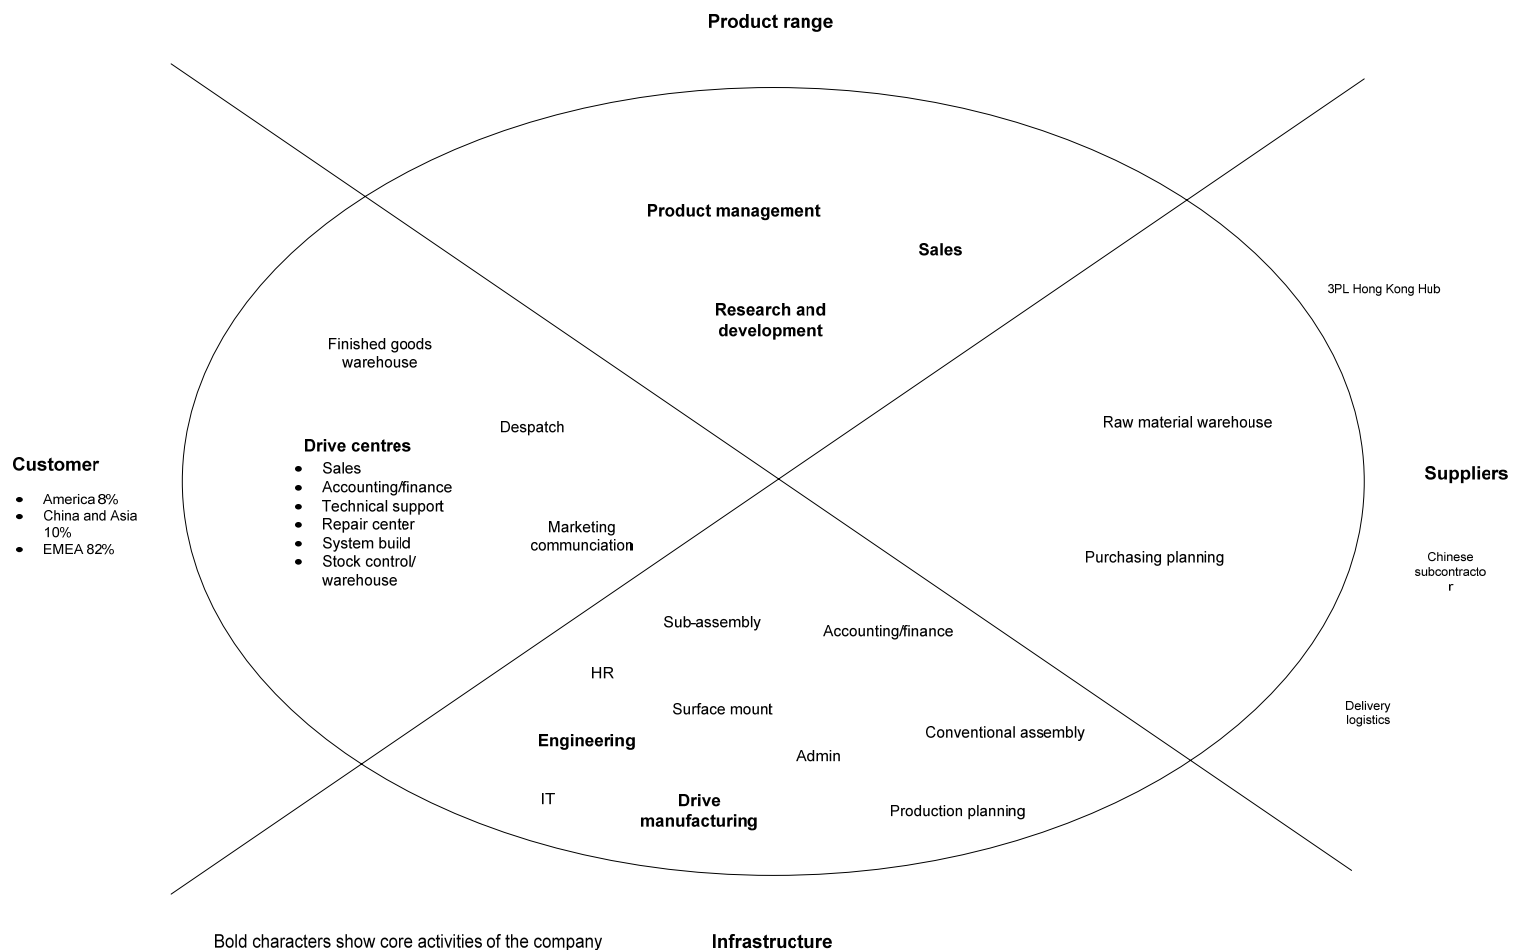 Product range
Product management
Sales
Research and
development
3PL Hong Kong Hub
Finished goods
warehouse
Despatch
Drive centres
• Sales
• Accounting/finance
• Technical support
• Repair center
• System build
• Stock control/
warehouse
Marketing
communciation
Customer
• America 8%
• China and Asia
10%
• EMEA 82%
Raw material warehouse
Purchasing planning
Suppliers
Chinese
subcontracto
r
Delivery
logistics
Sub-assembly
Accounting/finance
HR
Surface mount
Engineering
Conventional assembly
Admin
IT
Drive
manufacturing
Production planning
Bold characters show core activities of the company
Infrastructure